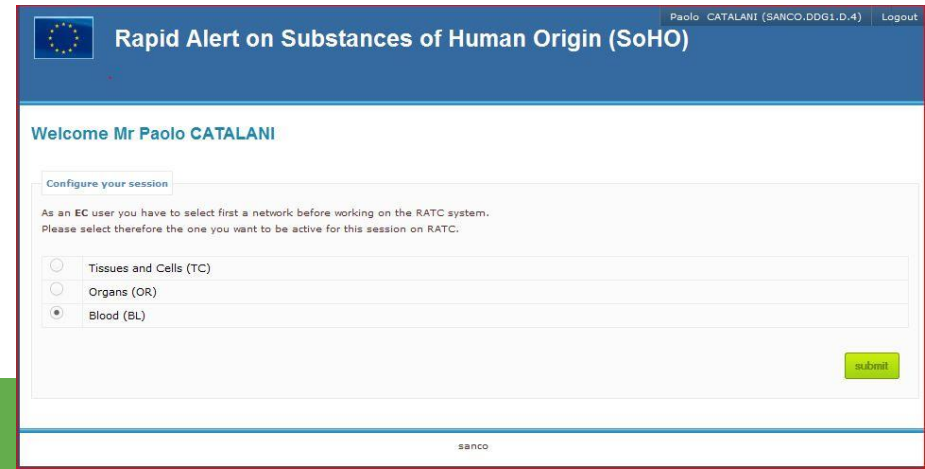 Paolo CATALANI (SANCO.DDG1.D.4) Logout
Rapid Alert on Substances of Human Origin (SoHO)
Welcome Mr Paolo CATALANI
Configure your session
As an EC user you have to select first a network before working on the RATC system.
Please select therefore the one you want to be active for this session on RATC.
Tissues and Cells (TC)
Organs (OR)
Blood (BL)
submit
sanco